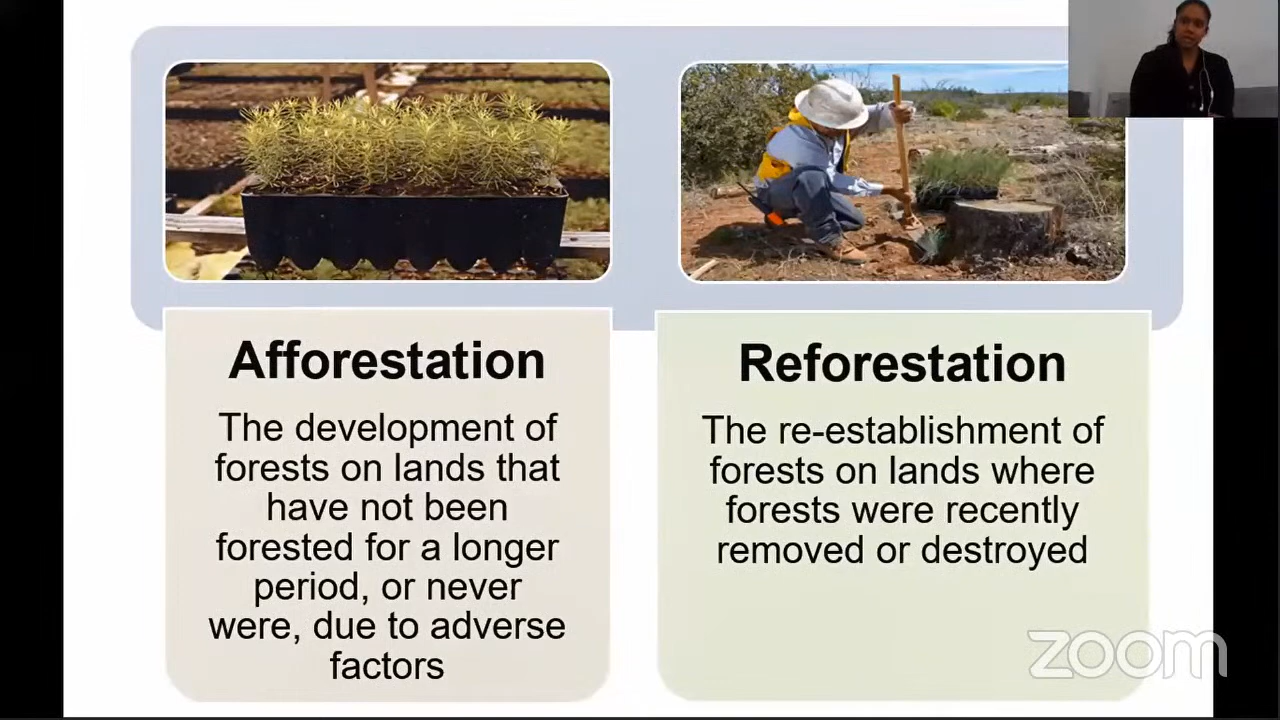 Afforestation
The development of
forests on lands that
have not been
forested for a longer
period, or never
were, due to adverse
factors
Reforestation
The re-establishment of
forests on lands where
forests were recently
removed or destroyed
zoom